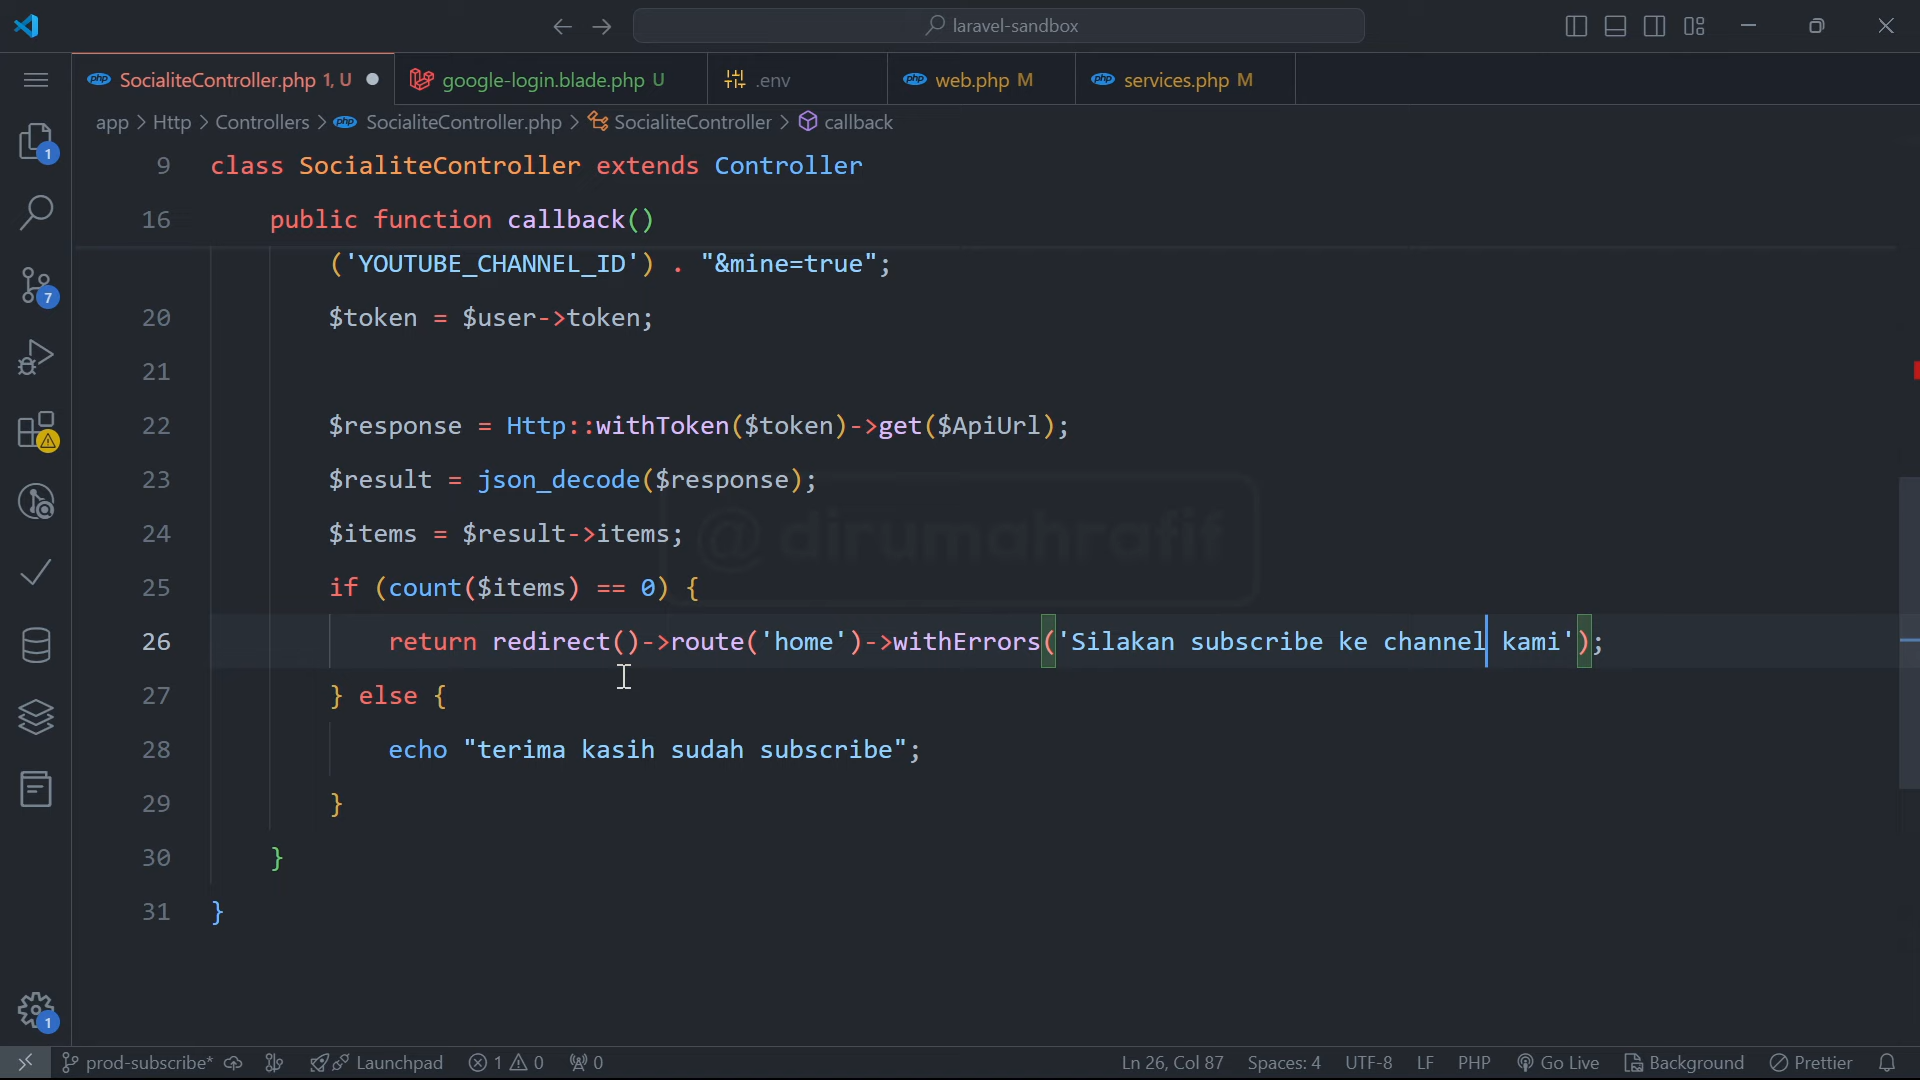 laravel-sandbox
SocialiteController.php 1, U
google-login.blade.php U
.env
web.php M
services.php M
app > Http > Controllers > php SocialiteController.php > SocialiteController > callback
9 class SocialiteController extends Controller
16 public function callback()
('YOUTUBE_CHANNEL_ID') . "&mine=true";
20 $token = $user->token;
21
22 $response = Http::withToken($token)->get($ApiUrl);
23 $result = json_decode($response);
24 $items = $result->items;
@dirumahrafif
25 if (count($items) == 0) {
26 return redirect()->route('home')->withErrors('Silakan subscribe ke channel kami');
27 } else {
28 echo "terima kasih sudah subscribe";
29 }
30 }
31 }
1
7
1
prod-subscribe* Launchpad 1 0 0 Ln 26, Col 87 Spaces: 4 UTF-8 LF PHP Go Live Background Prettier